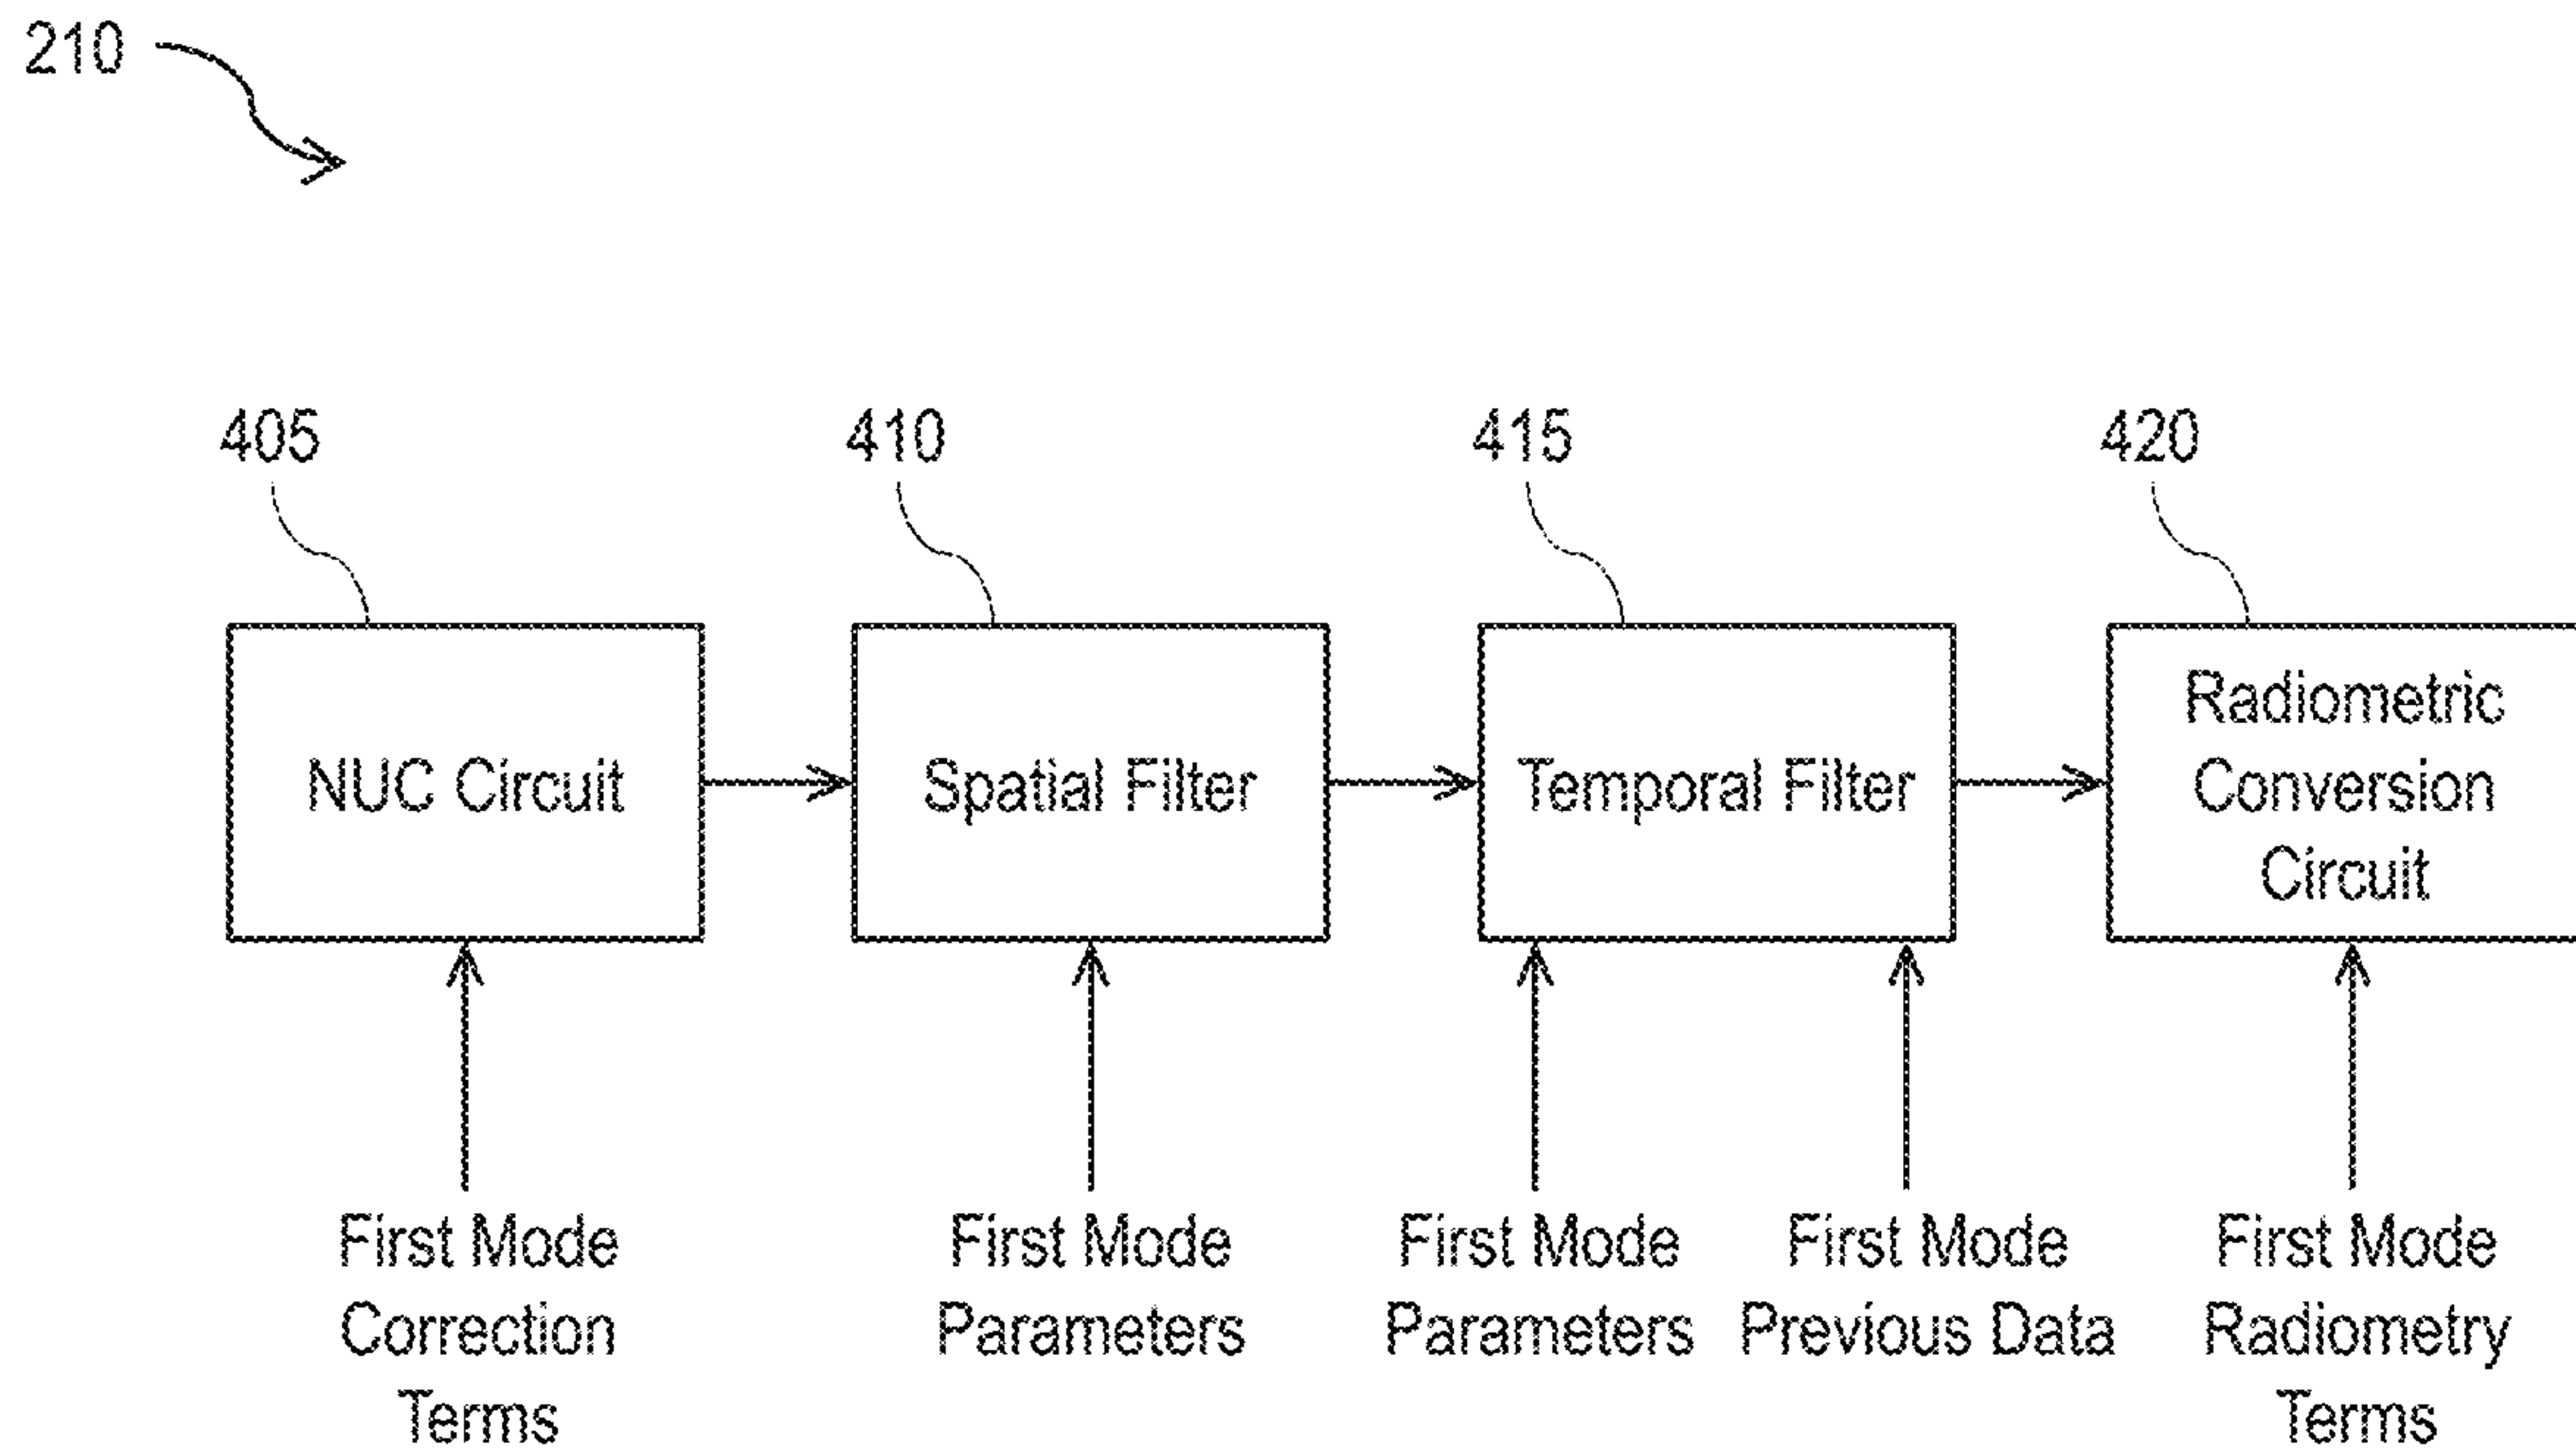 210
405
410
415
420
NUC Circuit
Spatial Filter
Temporal Filter
Radiometric
Conversion
Circuit
First Mode
Correction
Terms
First Mode
Parameters
First Mode
Parameters
First Mode
Previous Data
First Mode
Radiometry
Terms